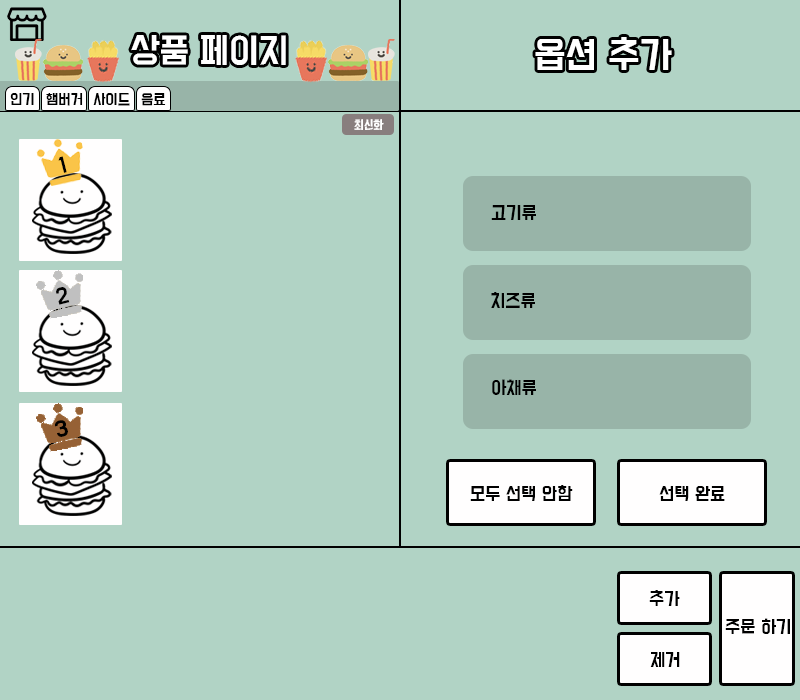 상품 페이지
인기 햄버거 사이드 음료
최신화
1
2
3
옵션 추가
고기류
치즈류
야채류
모두 선택 안함 선택 완료
추가
제거
주문 하기